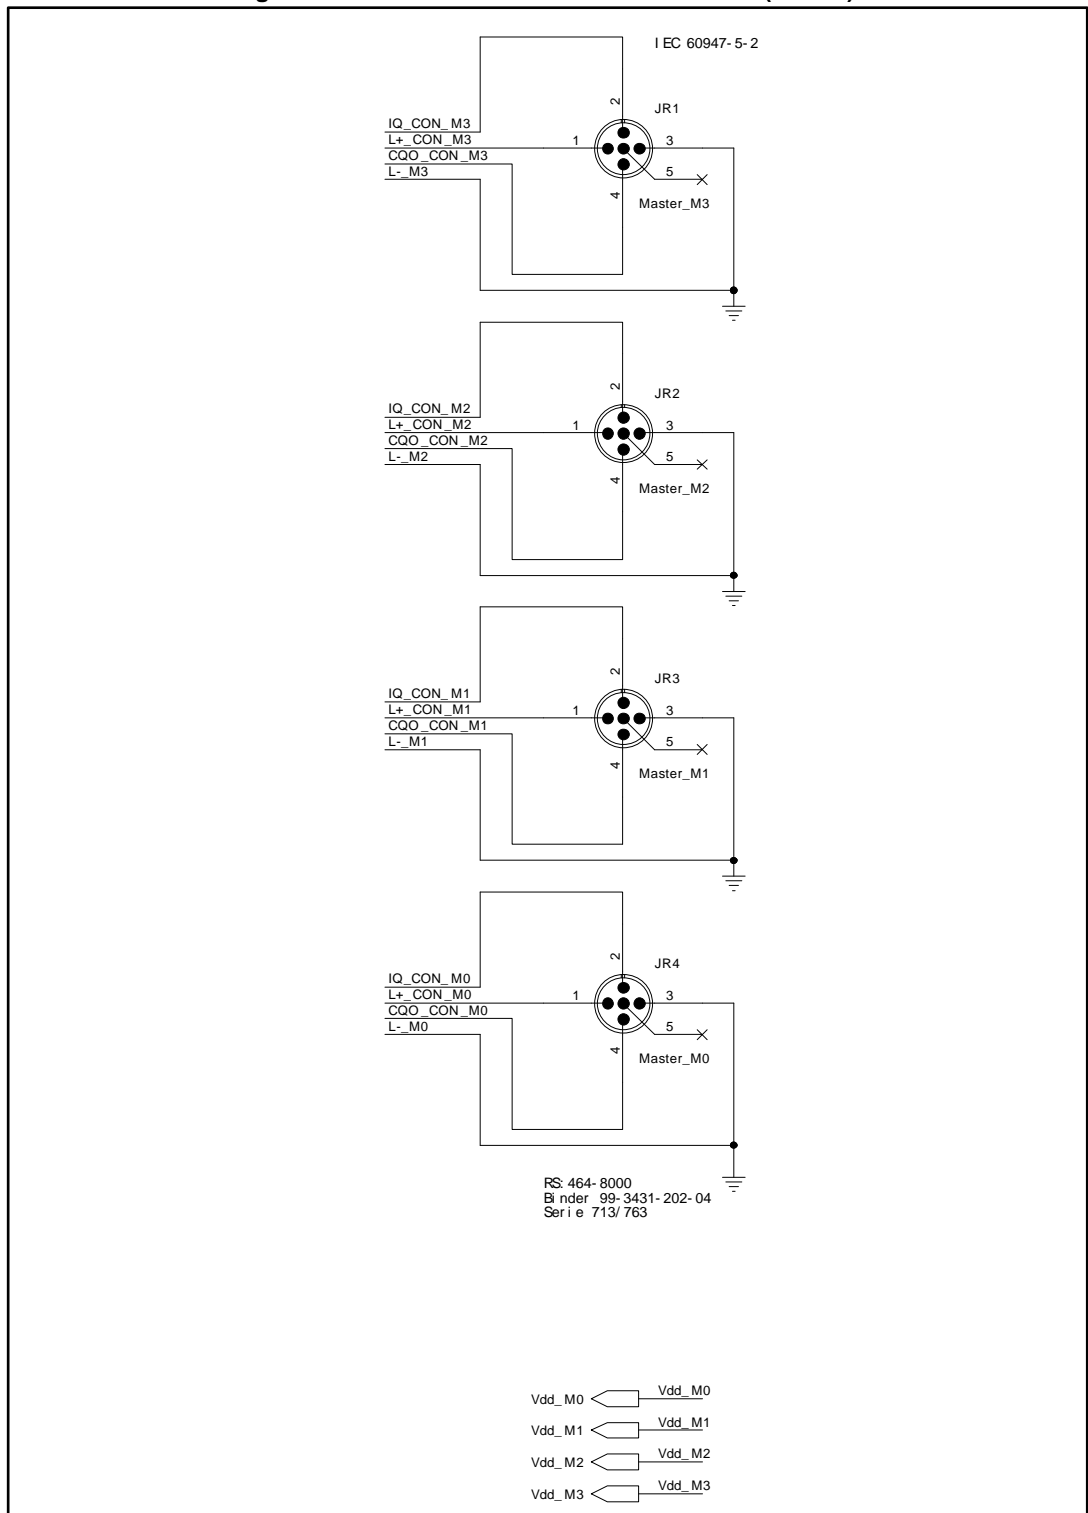 IEC 60947-5-2
2
JR1
IQ_CON_M3
L+_CON_M3
1
3
CQO_CON_M3
L-_M3
5
4
Master_M3
2
JR2
IQ_CON_M2
L+_CON_M2
1
3
CQO_CON_M2
L-_M2
5
4
Master_M2
2
JR3
IQ_CON_M1
L+_CON_M1
1
3
CQO_CON_M1
L-_M1
5
4
Master_M1
2
JR4
IQ_CON_M0
L+_CON_M0
1
3
CQO_CON_M0
L-_M0
5
4
Master_M0
RS: 464-8000
Binder 99-3431-202-04
Serie 713/763
Vdd_M0 Vdd_M0
Vdd_M1 Vdd_M1
Vdd_M2 Vdd_M2
Vdd_M3 Vdd_M3